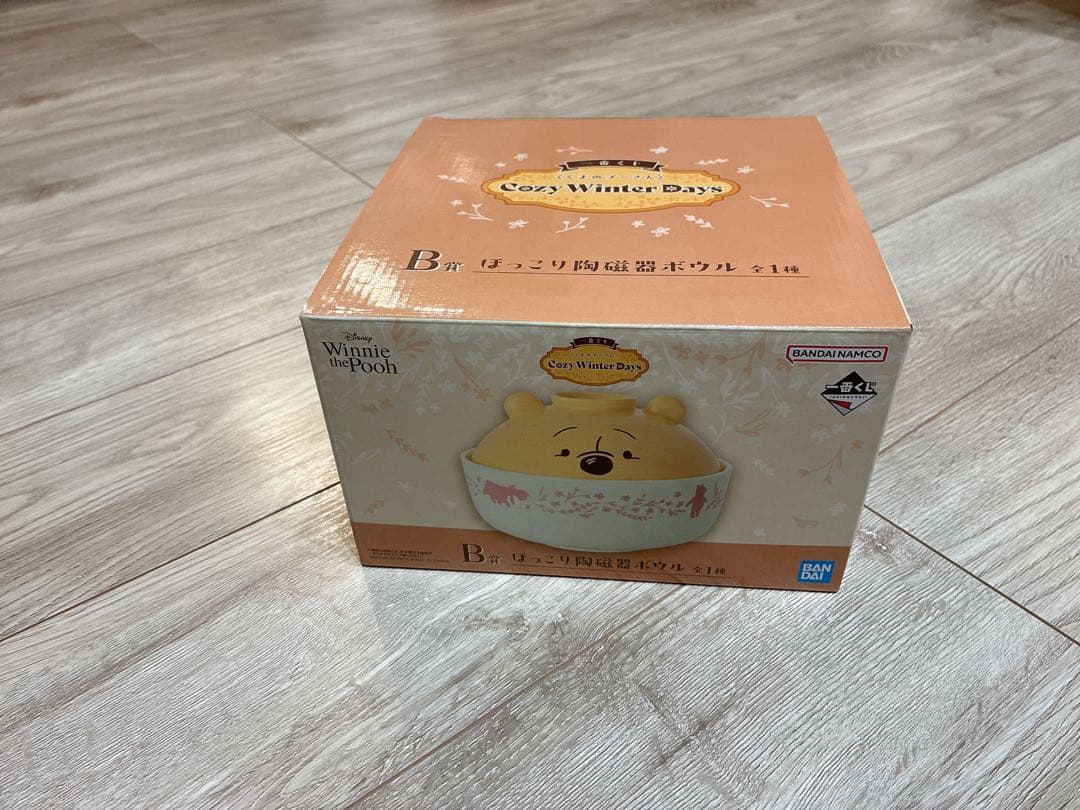 一番くじ
〈くまのプーさん〉
Cozy Winter Days
B賞 ほっこり陶磁器ボウル 全1種
Disney
Winnie
the Pooh
一番くじ
〈くまのプーさん〉
Cozy Winter Days
BANDAI NAMCO
一番くじ
B賞 ほっこり陶磁器ボウル 全1種
BAN
DAI